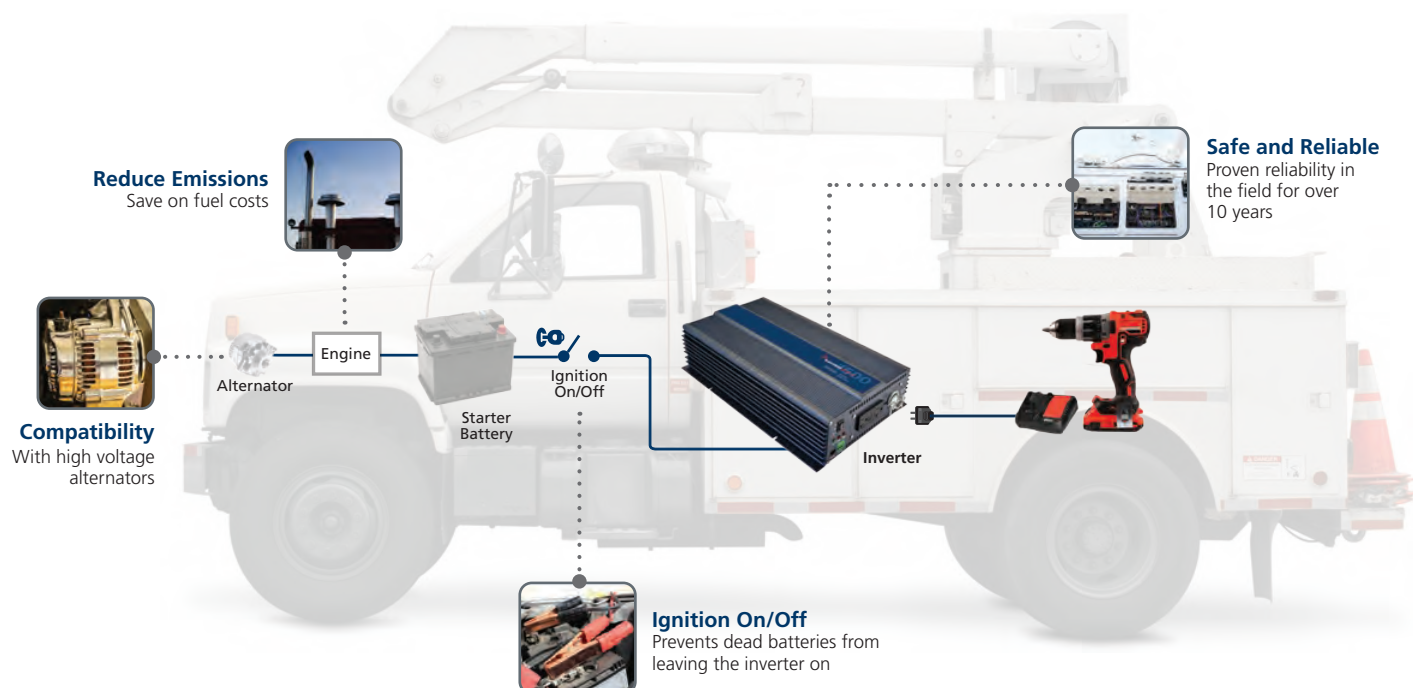 Reduce Emissions
Save on fuel costs
Safe and Reliable
Proven reliability in
the field for over
10 years
Engine
Alternator
Ignition
On/Off
Starter
Battery
Compatibility
With high voltage
alternators
Inverter
Ignition On/Off
Prevents dead batteries from
leaving the inverter on